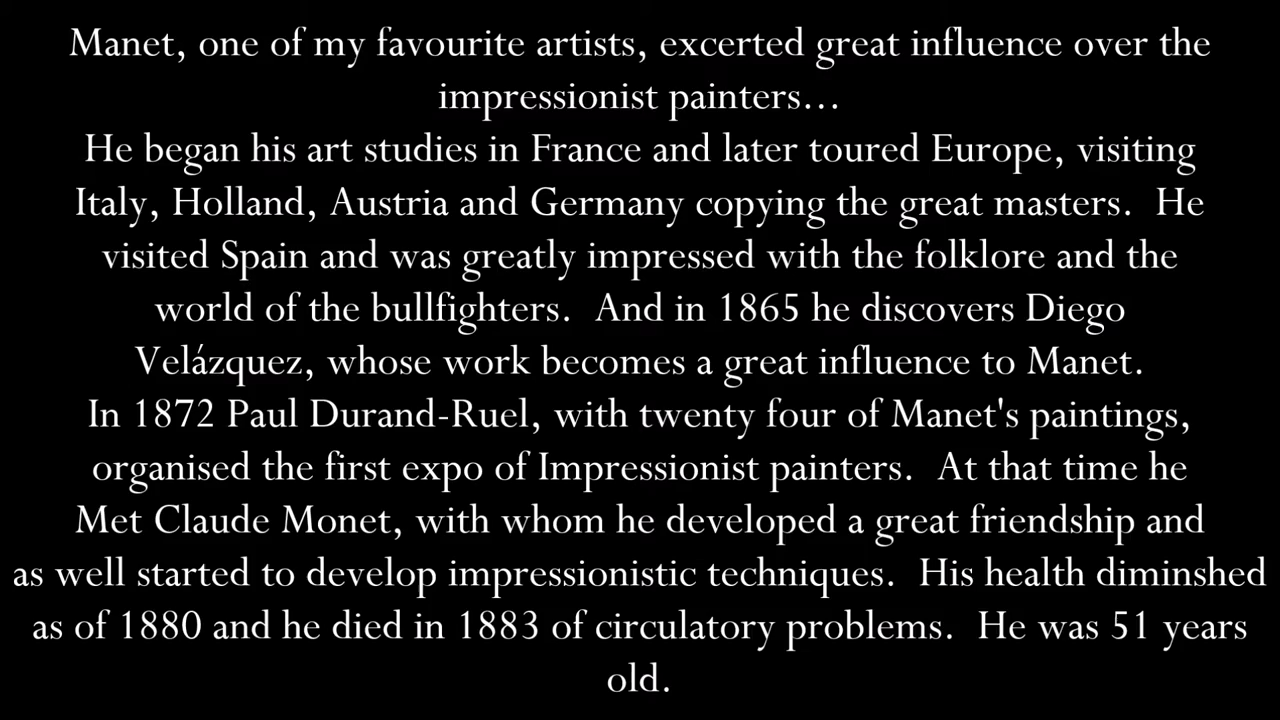 Manet, one of my favourite artists, excerted great influence over the
impressionist painters...
He began his art studies in France and later toured Europe, visiting
Italy, Holland, Austria and Germany copying the great masters.  He
visited Spain and was greatly impressed with the folklore and the
world of the bullfighters.  And in 1865 he discovers Diego
Velázquez, whose work becomes a great influence to Manet.
In 1872 Paul Durand-Ruel, with twenty four of Manet's paintings,
organised the first expo of Impressionist painters.  At that time he
Met Claude Monet, with whom he developed a great friendship and
as well started to develop impressionistic techniques.  His health diminshed
as of 1880 and he died in 1883 of circulatory problems.  He was 51 years
old.